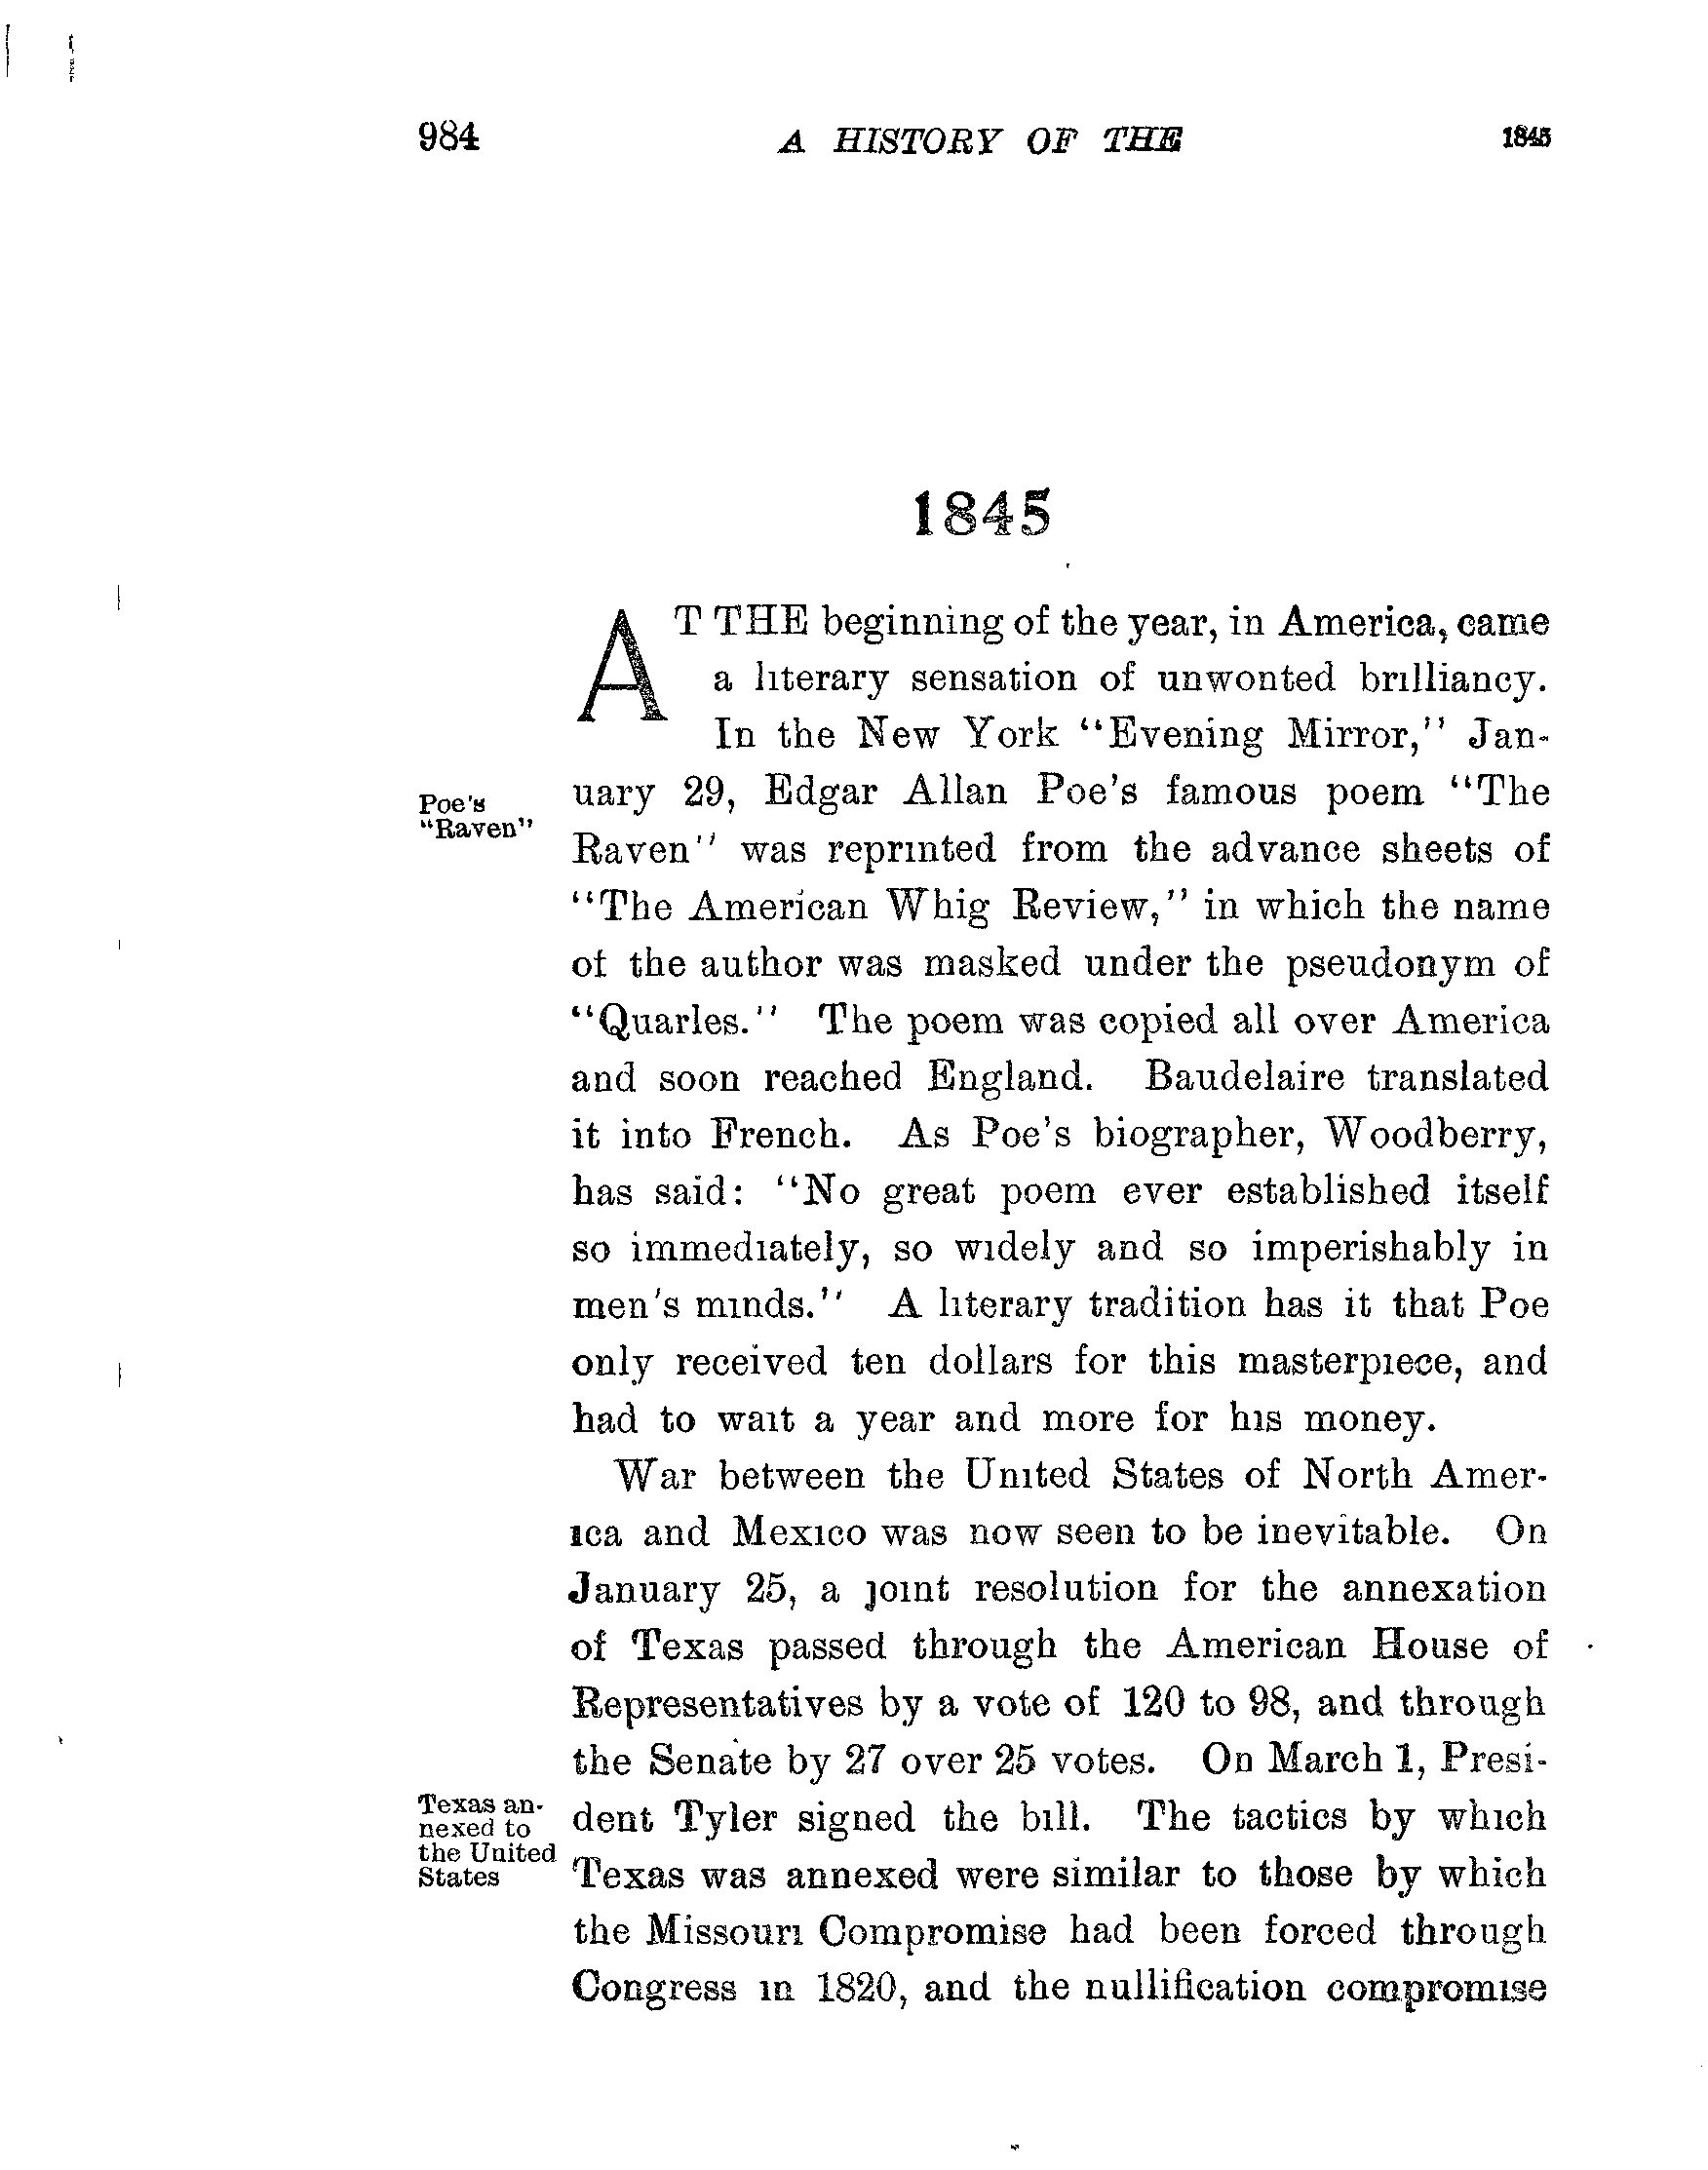 984 A HISTORY OF THE 1845
1845
AT THE beginning of the year, in America, came
a literary sensation of unwonted brilliancy.
In the New York "Evening Mirror," Jan-
uary 29, Edgar Allan Poe's famous poem "The
Poe's
"Raven"
Raven" was reprinted from the advance sheets of
"The American Whig Review," in which the name
of the author was masked under the pseudonym of
"Quarles." The poem was copied all over America
and soon reached England. Baudelaire translated
it into French. As Poe's biographer, Woodberry,
has said: "No great poem ever established itself
so immediately, so widely and so imperishably in
men's minds." A literary tradition has it that Poe
only received ten dollars for this masterpiece, and
had to wait a year and more for his money.
War between the United States of North Amer-
ica and Mexico was now seen to be inevitable. On
January 25, a joint resolution for the annexation
of Texas passed through the American House of
Representatives by a vote of 120 to 98, and through
the Senate by 27 over 25 votes. On March 1, Presi-
Texas an-
nexed to
the United
States
dent Tyler signed the bill. The tactics by which
Texas was annexed were similar to those by which
the Missouri Compromise had been forced through
Congress in 1820, and the nullification compromise